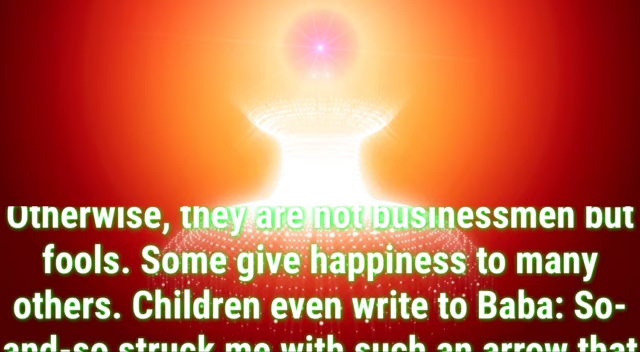 Otherwise, they are not businessmen but
fools. Some give happiness to many
others. Children even write to Baba: So-
and-so struck me with such an arrow that